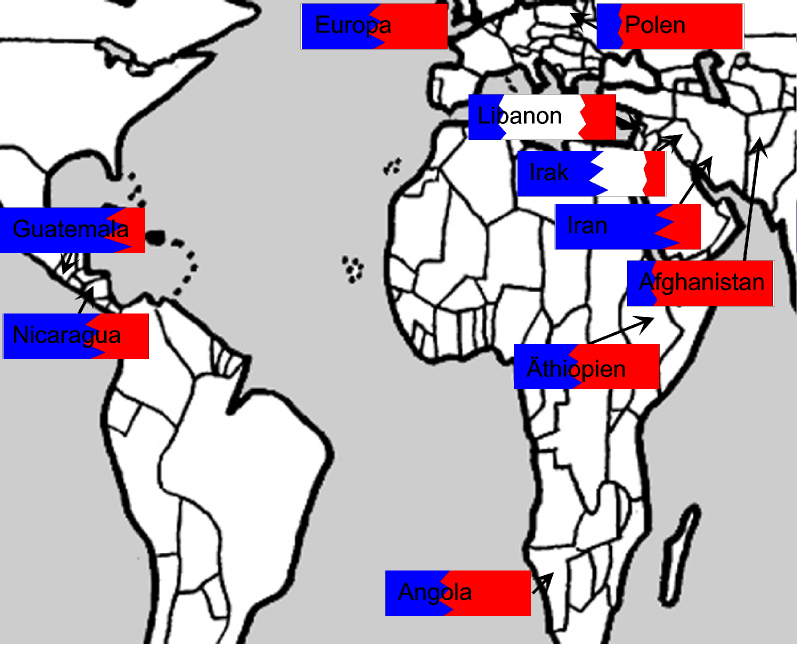 Europa
Polen
Libanon
Irak
Iran
Guatemala
Afghanistan
Nicaragua
Äthiopien
Angola